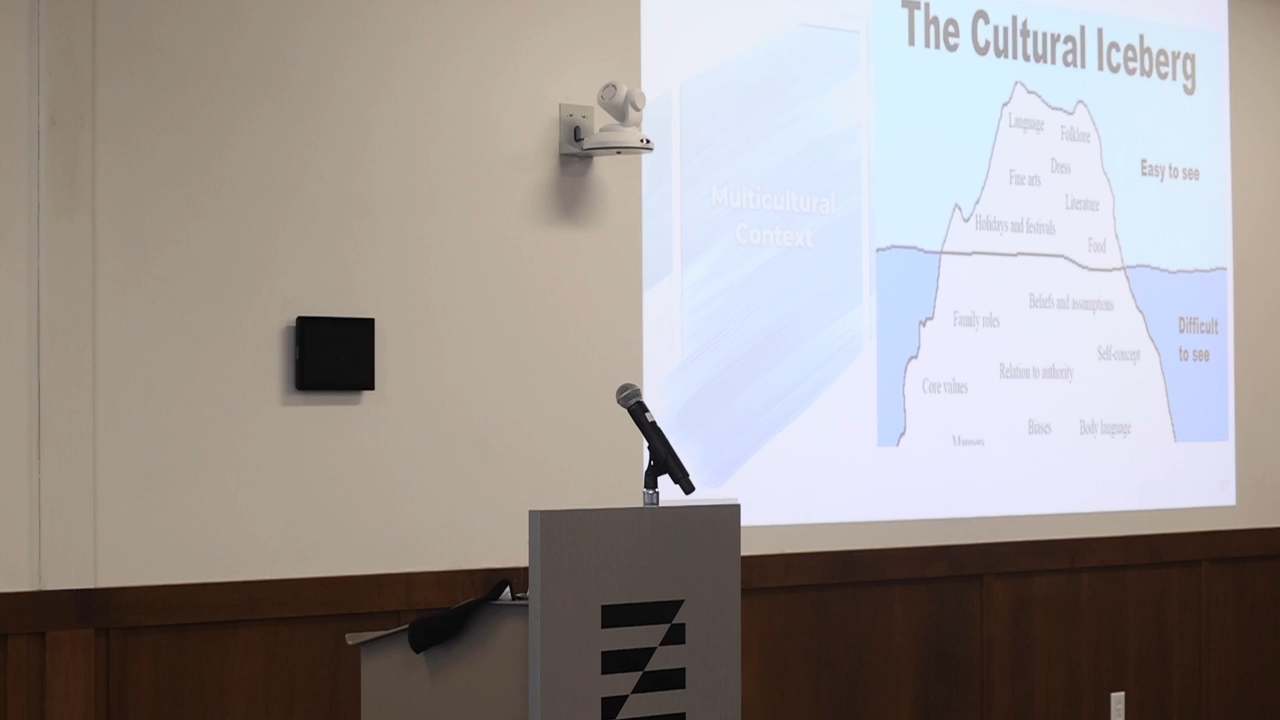 The Cultural Iceberg
Multicultural
Context
Language
Folklore
Fine arts
Dress
Literature
Holidays and festivals
Food
Easy to see
Beliefs and assumptions
Family roles
Self-concept
Relation to authority
Core values
Biases
Body language
Manners
Difficult
to see